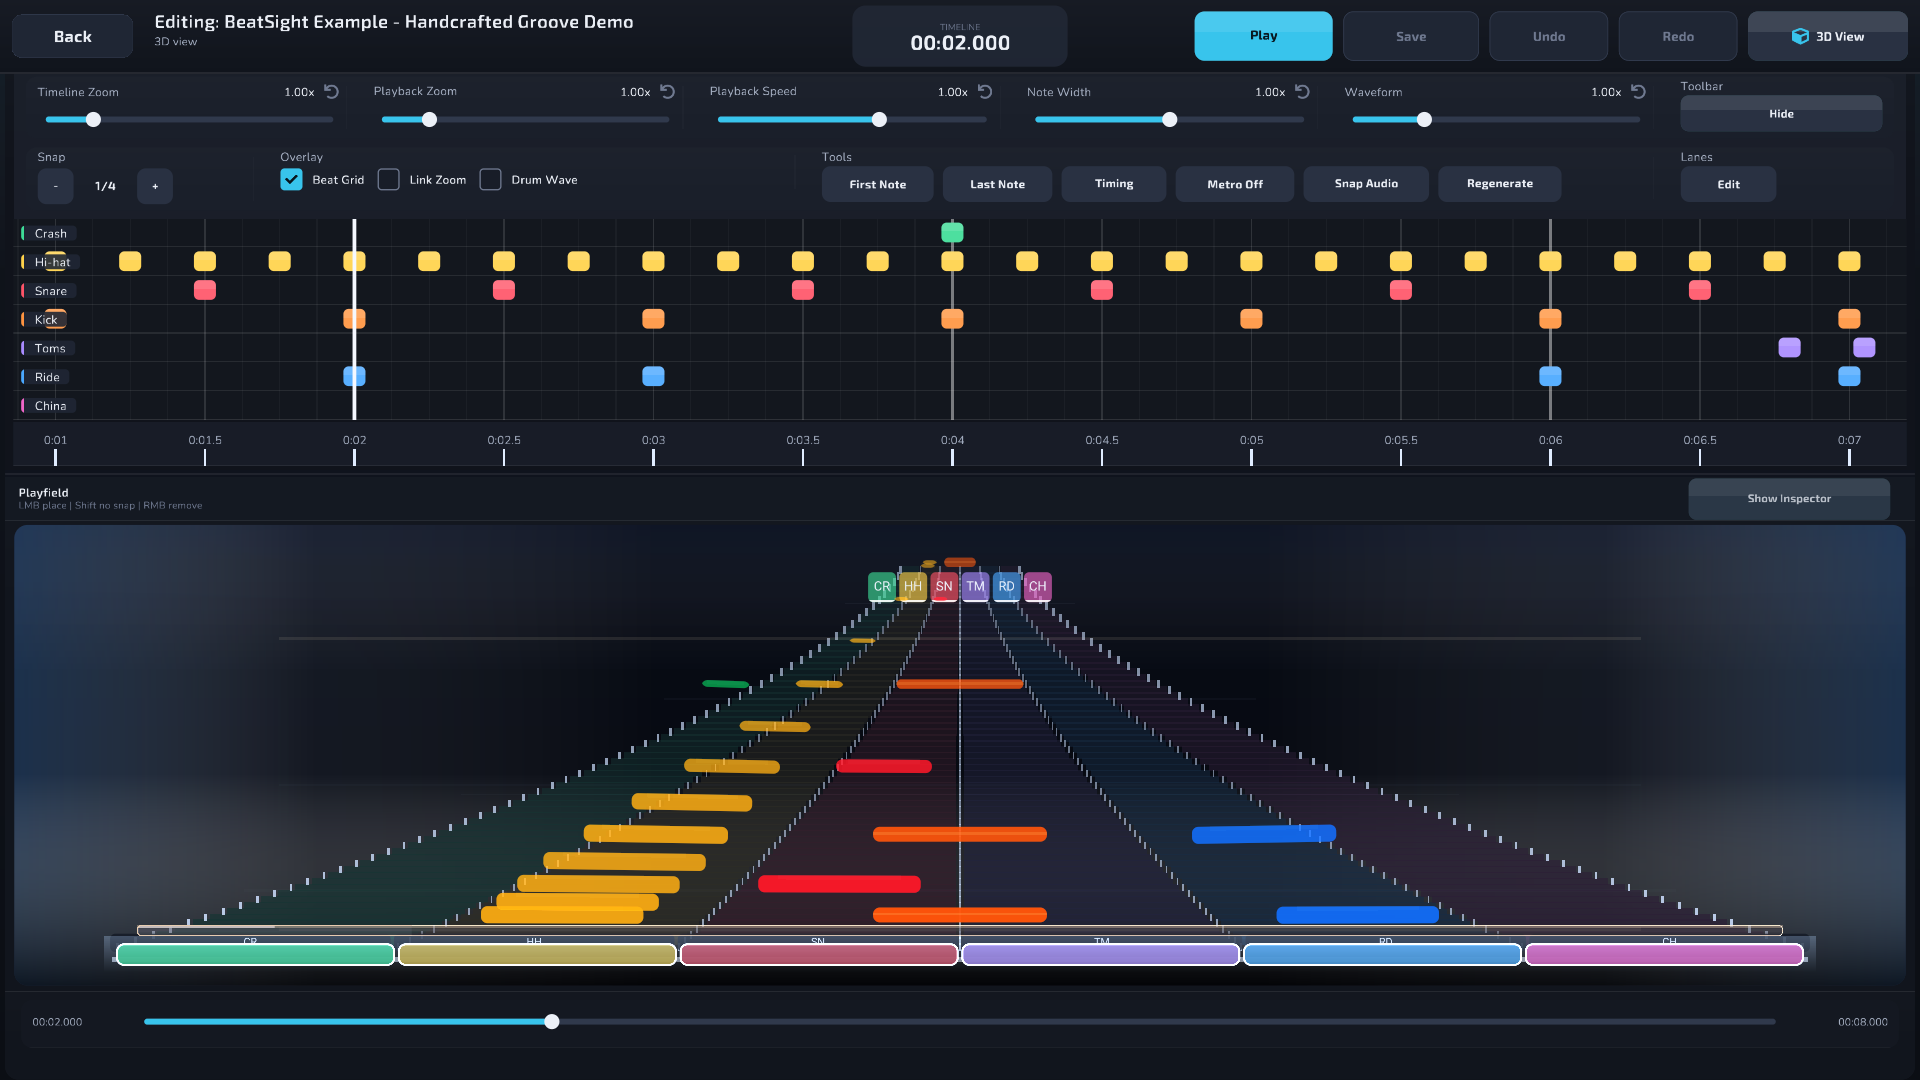 Back
Editing: BeatSight Example - Handcrafted Groove Demo
3D view
TIMELINE
00:02.000
Play
Save
Undo
Redo
3D View
Timeline Zoom 1.00x
Playback Zoom 1.00x
Playback Speed 1.00x
Note Width 1.00x
Waveform 1.00x
Toolbar
Hide
Snap
- 1/4 +
Overlay
Beat Grid Link Zoom Drum Wave
Tools
First Note Last Note Timing Metro Off Snap Audio Regenerate
Lanes
Edit
Crash
Hi-hat
Snare
Kick
Toms
Ride
China
0:01 0:01.5 0:02 0:02.5 0:03 0:03.5 0:04 0:04.5 0:05 0:05.5 0:06 0:06.5 0:07
Playfield
LMB place | Shift no snap | RMB remove
Show Inspector
CR HH SN TM RD CH
CR HH SN TM RD CH
00:02.000
00:08.000